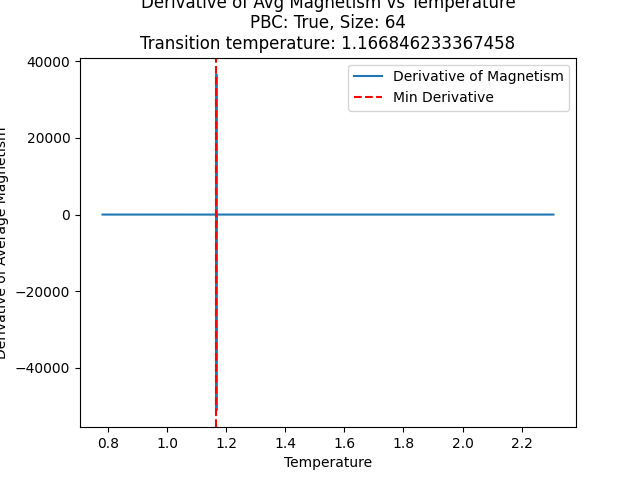 Derivative of Avg Magnetism vs Temperature
PBC: True, Size: 64
Transition temperature: 1.166846233367458
Derivative of Magnetism
Min Derivative
40000
20000
0
−20000
−40000
Derivative of Average Magnetism
0.8 1.0 1.2 1.4 1.6 1.8 2.0 2.2
Temperature